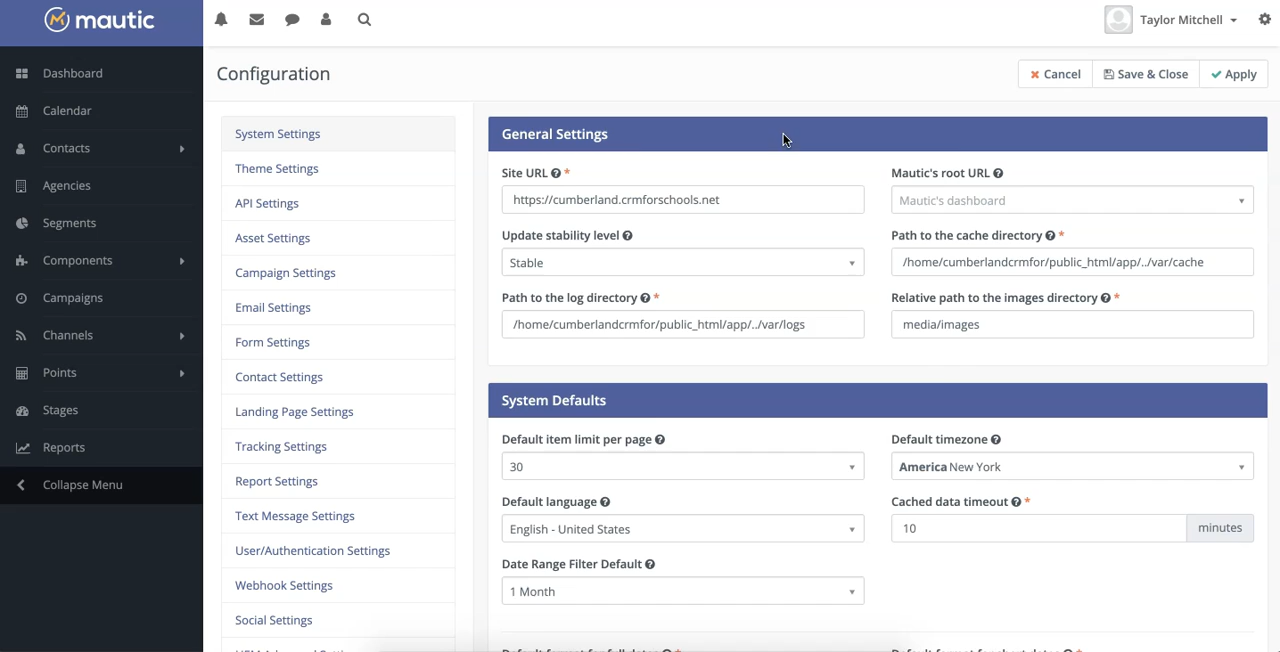 mautic
Taylor Mitchell
Dashboard
Calendar
Contacts
Agencies
Segments
Components
Campaigns
Channels
Points
Stages
Reports
Collapse Menu
Configuration
Cancel
Save & Close
Apply
System Settings
Theme Settings
API Settings
Asset Settings
Campaign Settings
Email Settings
Form Settings
Contact Settings
Landing Page Settings
Tracking Settings
Report Settings
Text Message Settings
User/Authentication Settings
Webhook Settings
Social Settings
General Settings
Site URL *
https://cumberland.crmforschools.net
Mautic's root URL
Mautic's dashboard
Update stability level
Stable
Path to the cache directory *
/home/cumberlandcrmfor/public_html/app/../var/cache
Path to the log directory *
/home/cumberlandcrmfor/public_html/app/../var/logs
Relative path to the images directory *
media/images
System Defaults
Default item limit per page
30
Default timezone
America New York
Default language
English - United States
Cached data timeout *
10 minutes
Date Range Filter Default
1 Month